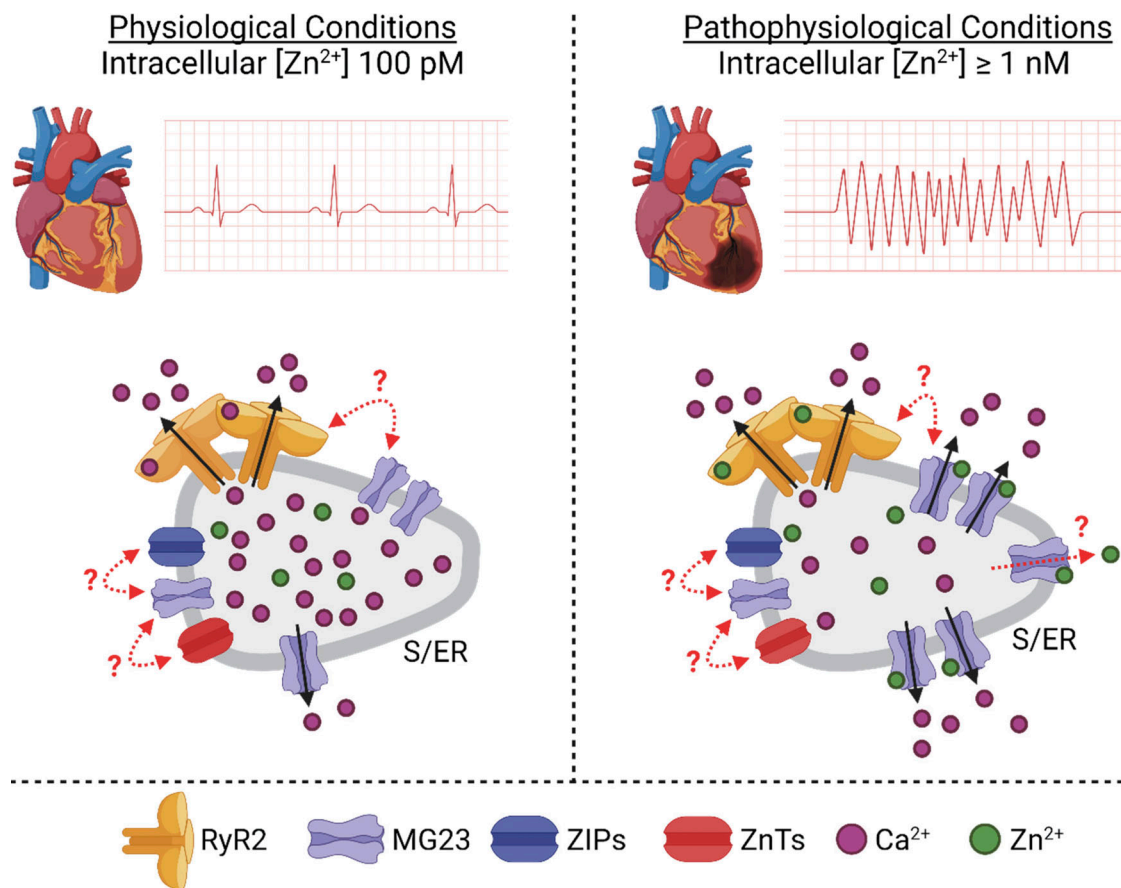 Physiological Conditions
Intracellular [Zn²⁺] 100 pM
Pathophysiological Conditions
Intracellular [Zn²⁺] ≥ 1 nM
?
?
?
S/ER
?
?
?
?
S/ER
RyR2
MG23
ZIPs
ZnTs
Ca²⁺
Zn²⁺